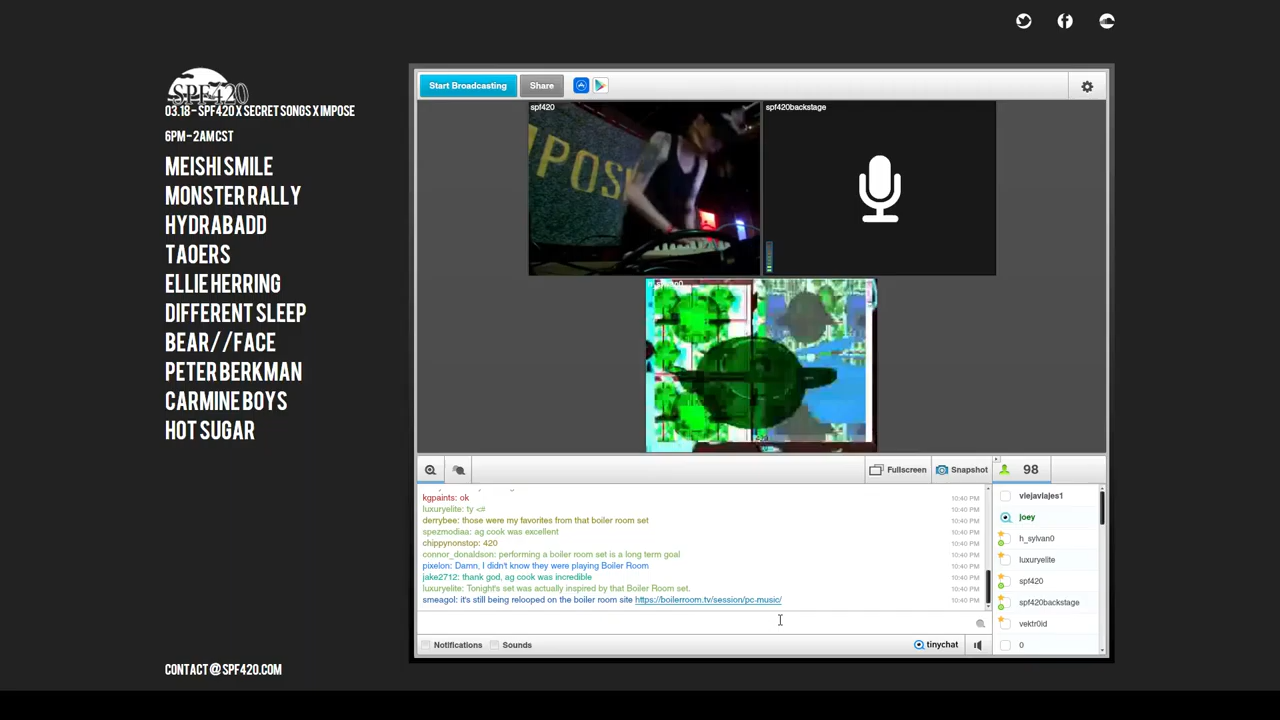 SPF420
03.18 - SPF420 X SECRET SONGS X IMPOSE
6PM - 2AM CST
MEISHI SMILE
MONSTER RALLY
HYDRABADD
TAOERS
ELLIE HERRING
DIFFERENT SLEEP
BEAR//FACE
PETER BERKMAN
CARMINE BOYS
HOT SUGAR
CONTACT@SPF420.COM
Start Broadcasting
Share
spf420
spf420backstage
MPOS
Fullscreen
Snapshot
98
kgpaints: ok 10:40 PM
luxuryelite: ty <# 10:40 PM
derrybee: those were my favorites from that boiler room set 10:40 PM
spezmodiaa: ag cook was excellent 10:40 PM
chippynonstop: 420 10:40 PM
connor_donaldson: performing a boiler room set is a long term goal 10:40 PM
pixelon: Damn, I didn't know they were playing Boiler Room 10:40 PM
jake2712: thank god, ag cook was incredible 10:40 PM
luxuryelite: Tonight's set was actually inspired by that Boiler Room set. 10:40 PM
smeagol: it's still being relooped on the boiler room site https://boilerroom.tv/session/pc-music/ 10:40 PM
viejaviajes1
joey
h_sylvan0
luxuryelite
spf420
spf420backstage
vektr0id
0
Notifications
Sounds
tinychat